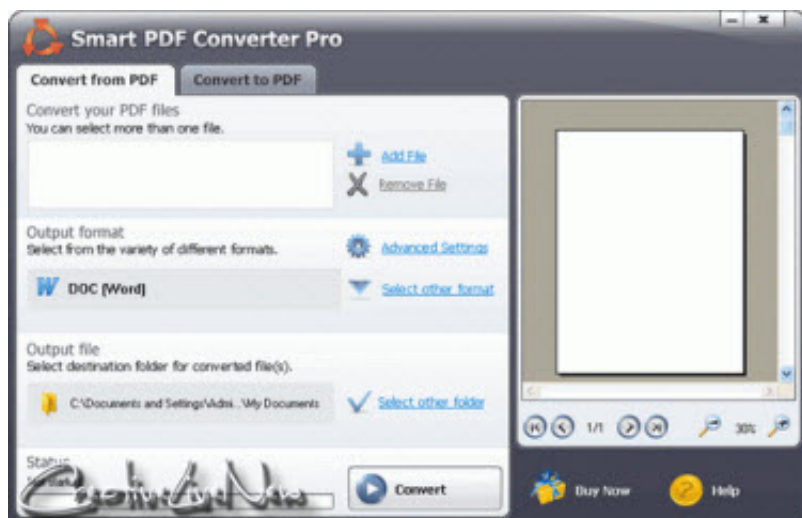 Smart PDF Converter Pro
Convert from PDF
Convert to PDF
Convert your PDF files
You can select more than one file.
Add File
Remove File
Output format
Select from the variety of different formats.
Advanced Settings
DOC [Word]
Select other format
Output file
Select destination folder for converted file(s).
C:\Documents and Settings\Admi...\My Documents
Select other folder
1/1
30%
Status
Convert
Buy Now
Help